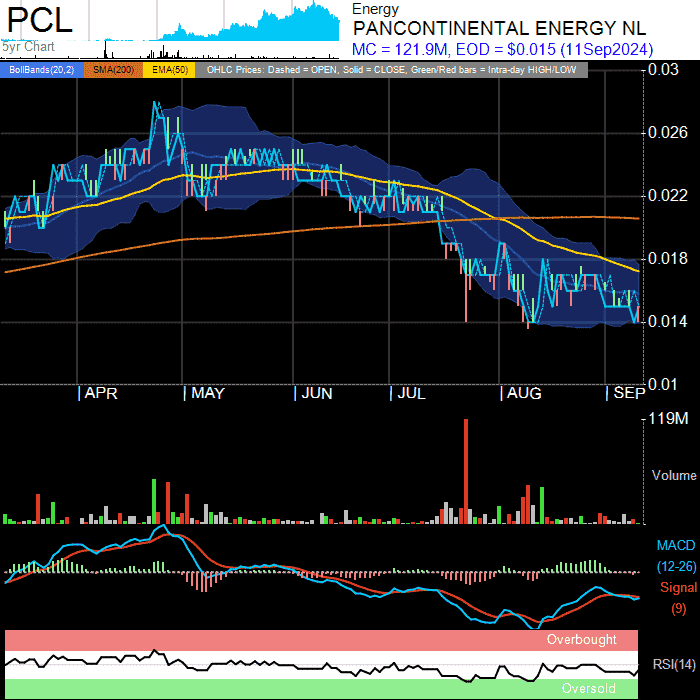 PCL
5yr Chart
Energy
PANCONTINENTAL ENERGY NL
MC = 121.9M, EOD = $0.015 (11Sep2024)
BollBands(20,2) SMA(200) EMA(50) OHLC Prices: Dashed = OPEN, Solid = CLOSE, Green/Red bars = Intra-day HIGH/LOW
0.03
0.026
0.022
0.018
0.014
0.01
APR MAY JUN JUL AUG SEP
119M
Volume
MACD
(12-26)
Signal
(9)
Overbought
RSI(14)
Oversold